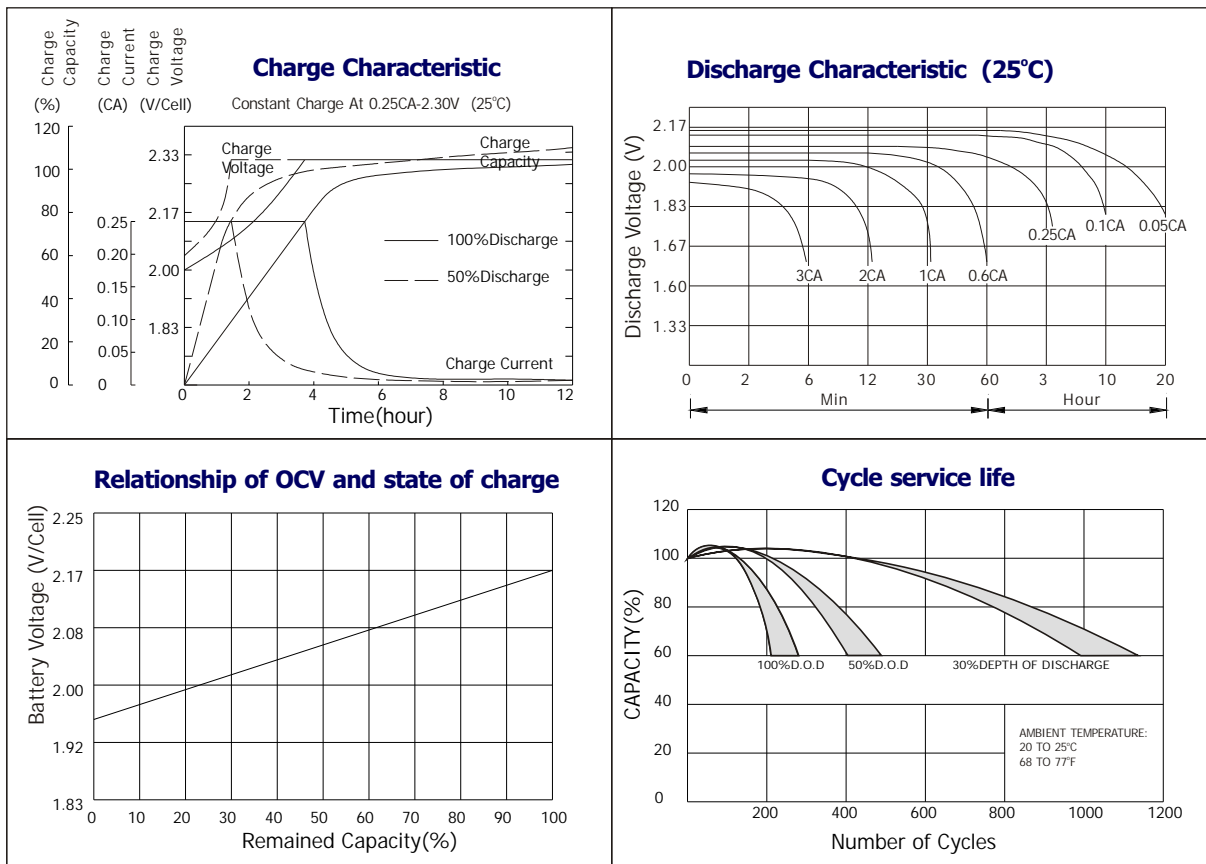 Charge Capacity
Charge Current
Charge Voltage
Charge Characteristic
(%)
(CA)
(V/Cell)
Constant Charge At 0.25CA-2.30V (25°C)
120
100
80
60
40
20
0
0.25
0.20
0.15
0.10
0.05
0
2.33
2.17
2.00
1.83
Charge Voltage
Charge Capacity
100%Discharge
50%Discharge
Charge Current
0 2 4 6 8 10 12
Time(hour)
Discharge Characteristic (25°C)
Discharge Voltage (V)
2.17
2.00
1.83
1.67
1.60
1.33
3CA
2CA
1CA
0.6CA
0.25CA
0.1CA
0.05CA
0 2 6 12 30 60 3 10 20
Min
Hour
Relationship of OCV and state of charge
Battery Voltage (V/Cell)
2.25
2.17
2.08
2.00
1.92
1.83
0 10 20 30 40 50 60 70 80 90 100
Remained Capacity(%)
Cycle service life
CAPACITY(%)
120
100
80
60
40
20
0
100%D.O.D
50%D.O.D
30%DEPTH OF DISCHARGE
AMBIENT TEMPERATURE:
20 TO 25°C
68 TO 77°F
200 400 600 800 1000 1200
Number of Cycles